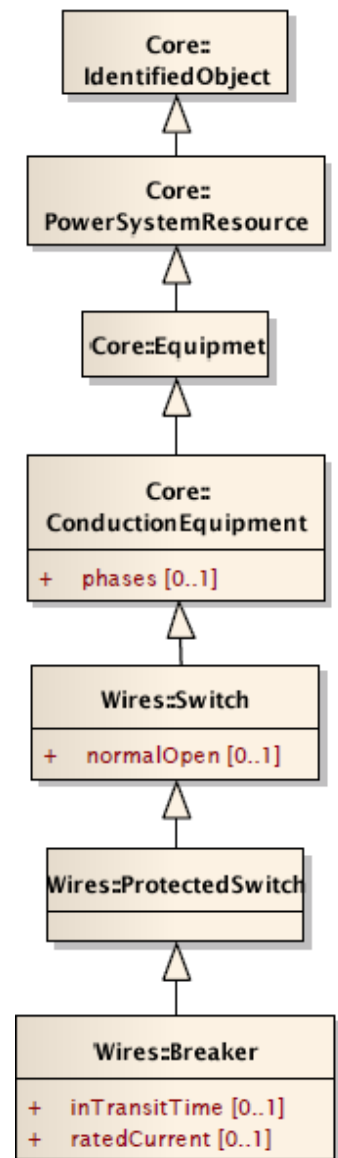 Core::
IdentifiedObject
Core::
PowerSystemResource
Core::Equipmet
Core::
ConductionEquipment
+ phases [0..1]
Wires::Switch
+ normalOpen [0..1]
Wires::ProtectedSwitch
Wires::Breaker
+ inTransitTime [0..1]
+ ratedCurrent [0..1]